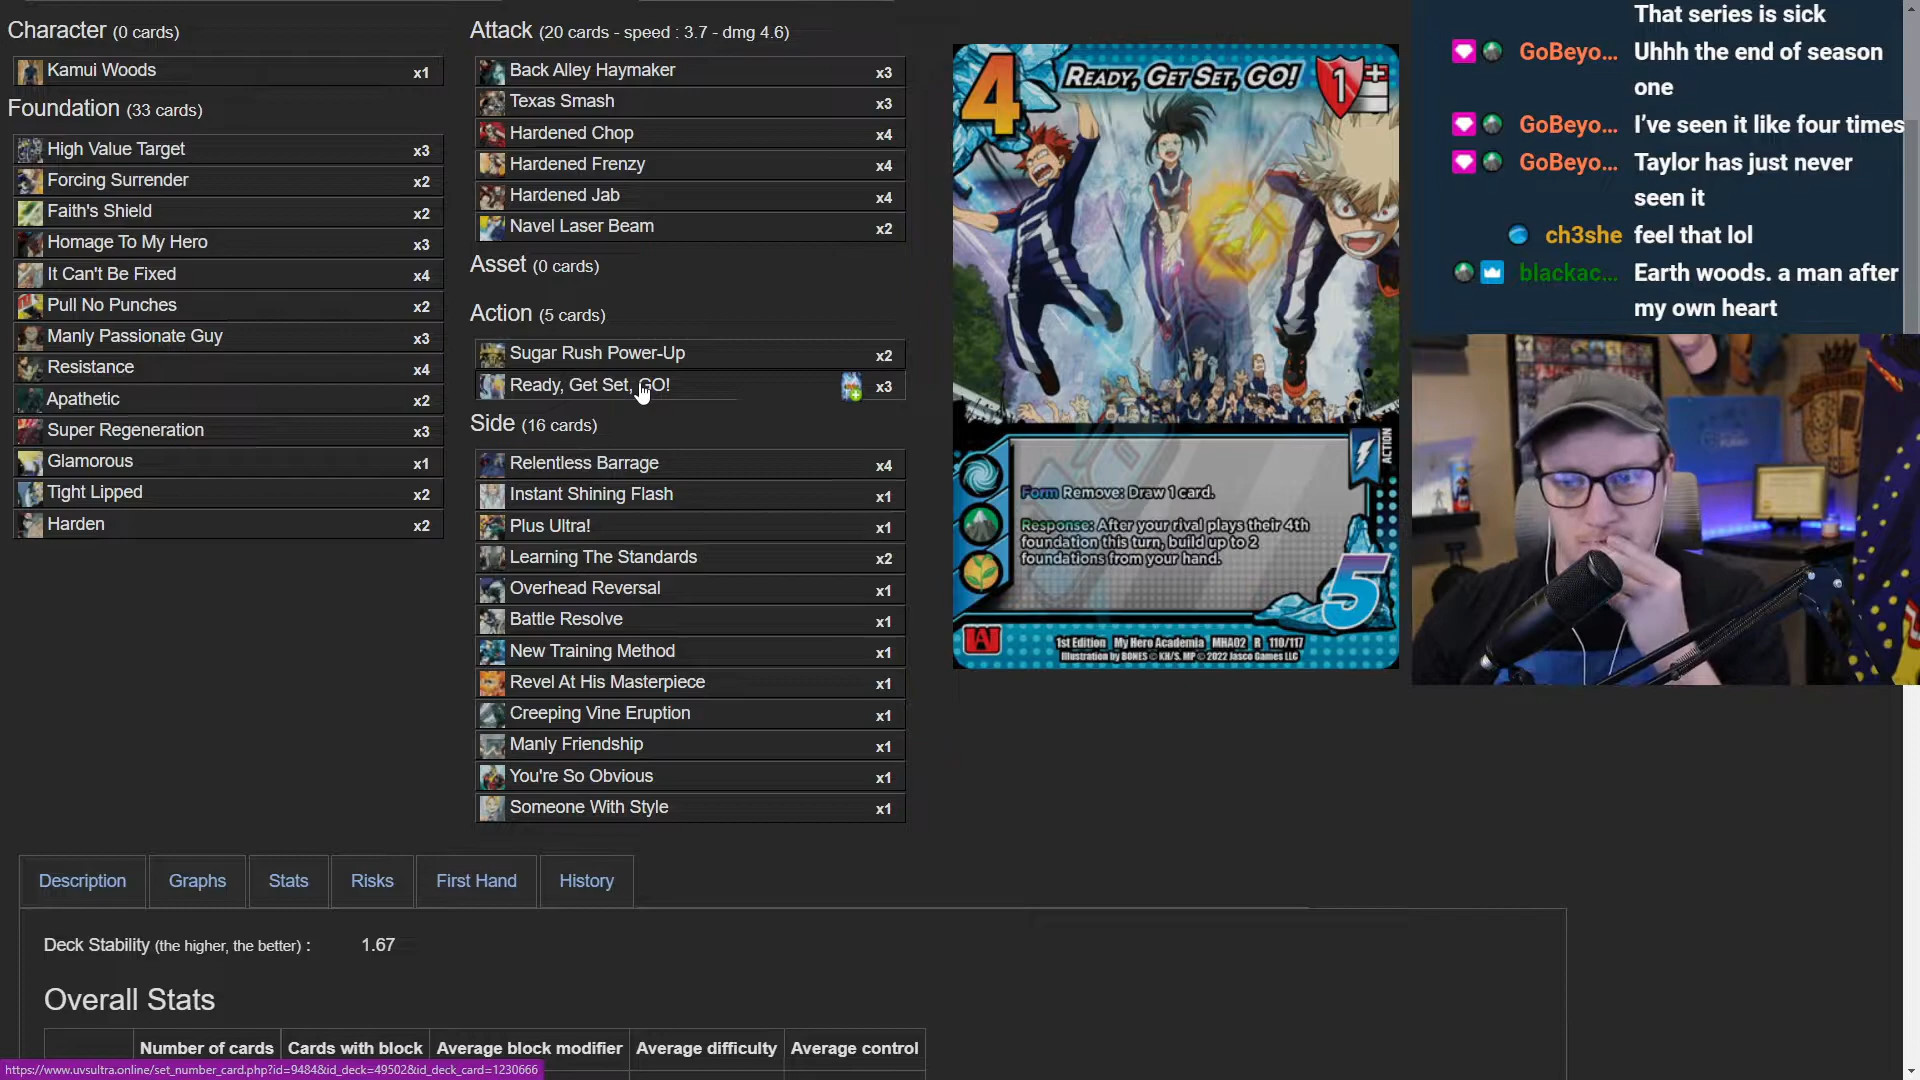 Character (0 cards)
Kamui Woods x1
Foundation (33 cards)
High Value Target x3
Forcing Surrender x2
Faith's Shield x2
Homage To My Hero x3
It Can't Be Fixed x4
Pull No Punches x2
Manly Passionate Guy x3
Resistance x4
Apathetic x2
Super Regeneration x3
Glamorous x1
Tight Lipped x2
Harden x2
Attack (20 cards - speed : 3.7 - dmg 4.6)
Back Alley Haymaker x3
Texas Smash x3
Hardened Chop x4
Hardened Frenzy x4
Hardened Jab x4
Navel Laser Beam x2
Asset (0 cards)
Action (5 cards)
Sugar Rush Power-Up x2
Ready, Get Set, GO! x3
Side (16 cards)
Relentless Barrage x4
Instant Shining Flash x1
Plus Ultra! x1
Learning The Standards x2
Overhead Reversal x1
Battle Resolve x1
New Training Method x1
Revel At His Masterpiece x1
Creeping Vine Eruption x1
Manly Friendship x1
You're So Obvious x1
Someone With Style x1
4 READY, GET SET, GO! 1
ACTION
Form Remove: Draw 1 card.
Response: After your rival plays their 4th
foundation this turn, build up to 2
foundations from your hand.
5
1st Edition My Hero Academia MHA02 R 110/117
Illustration by BONES © KH/S, MP © 2022 Jasco Games LLC
That series is sick
GoBeyo... Uhhh the end of season
one
GoBeyo... I've seen it like four times
GoBeyo... Taylor has just never
seen it
ch3she feel that lol
blackac... Earth woods. a man after
my own heart
Description Graphs Stats Risks First Hand History
Deck Stability (the higher, the better) : 1.67
Overall Stats
Number of cards Cards with block Average block modifier Average difficulty Average control
https://www.uvsultra.online/set_number_card.php?id=9484&id_deck=49502&id_deck_card=1230666